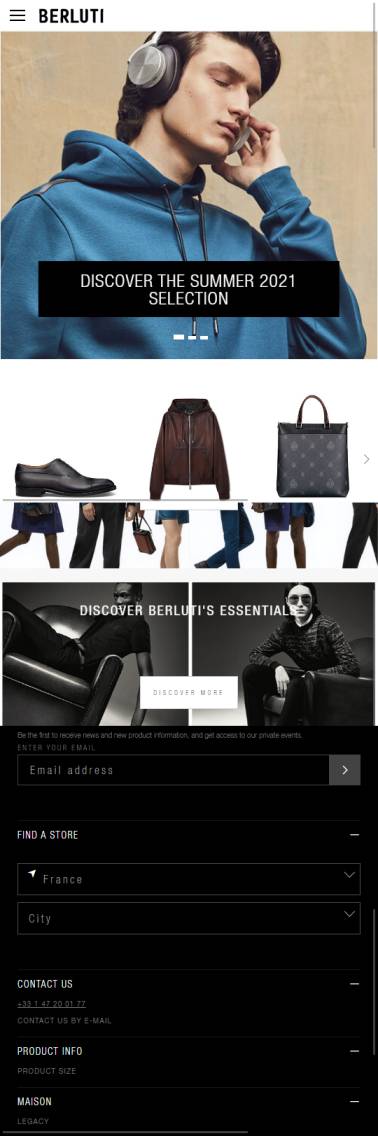 BERLUTI
DISCOVER THE SUMMER 2021
SELECTION
DISCOVER BERLUTI'S ESSENTIALS
DISCOVER MORE
Be the first to receive news and new product information, and get access to our private events.
ENTER YOUR EMAIL
Email address
FIND A STORE
France
City
CONTACT US
+33 1 47 20 01 77
CONTACT US BY E-MAIL
PRODUCT INFO
PRODUCT SIZE
MAISON
LEGACY